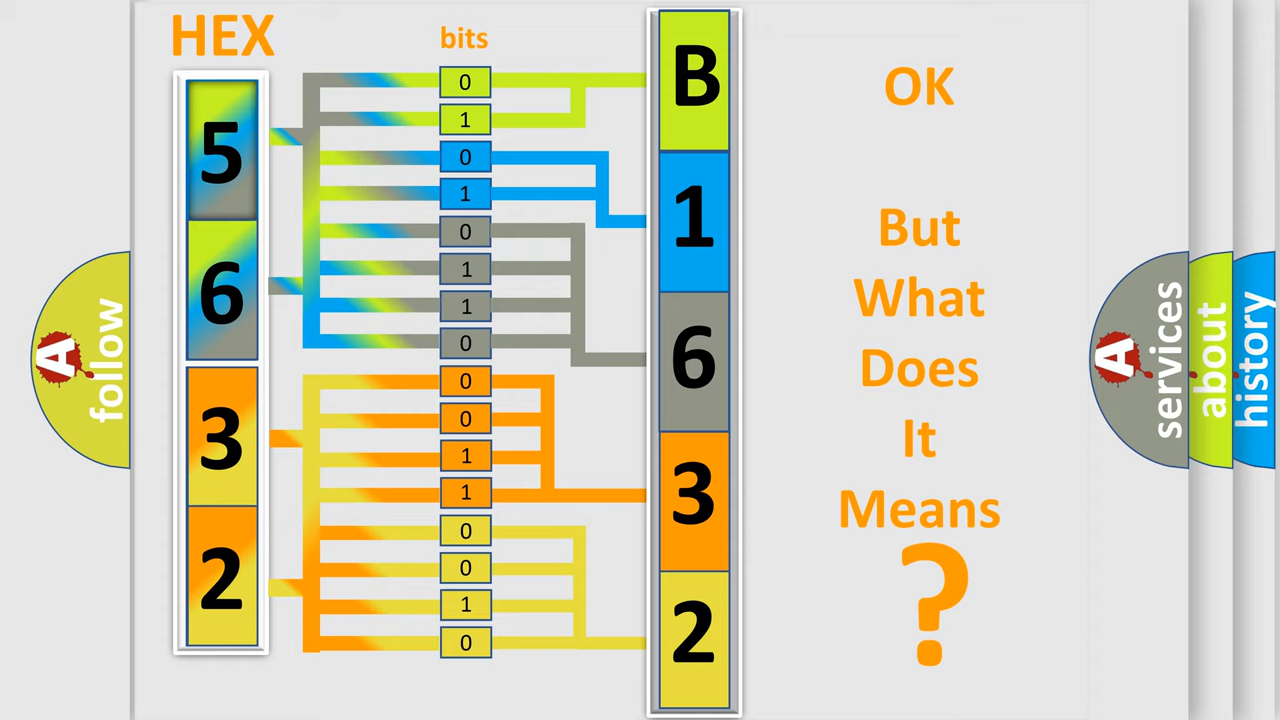 HEX
bits
5
6
3
2
0
1
0
1
0
1
1
0
0
0
1
1
0
0
1
0
B
1
6
3
2
OK
But
What
Does
It
Means
?
A
follow
A
services
about
history